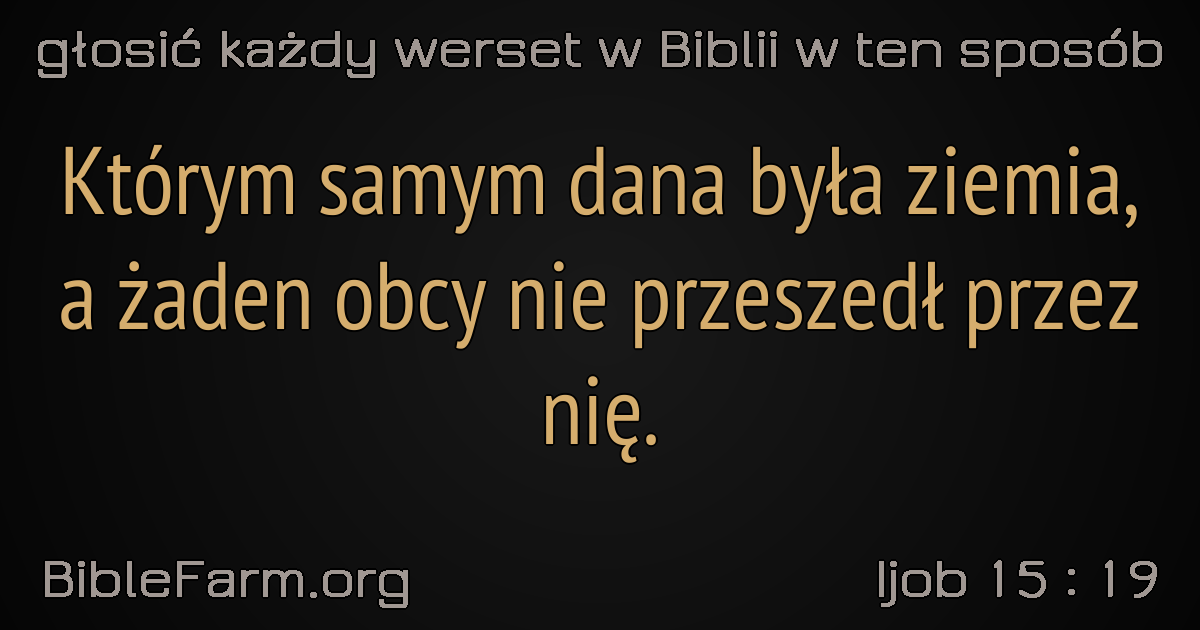 głosić każdy werset w Biblii w ten sposób
Którym samym dana była ziemia,
a żaden obcy nie przeszedł przez
nię.
BibleFarm.org
Ijob 15 : 19